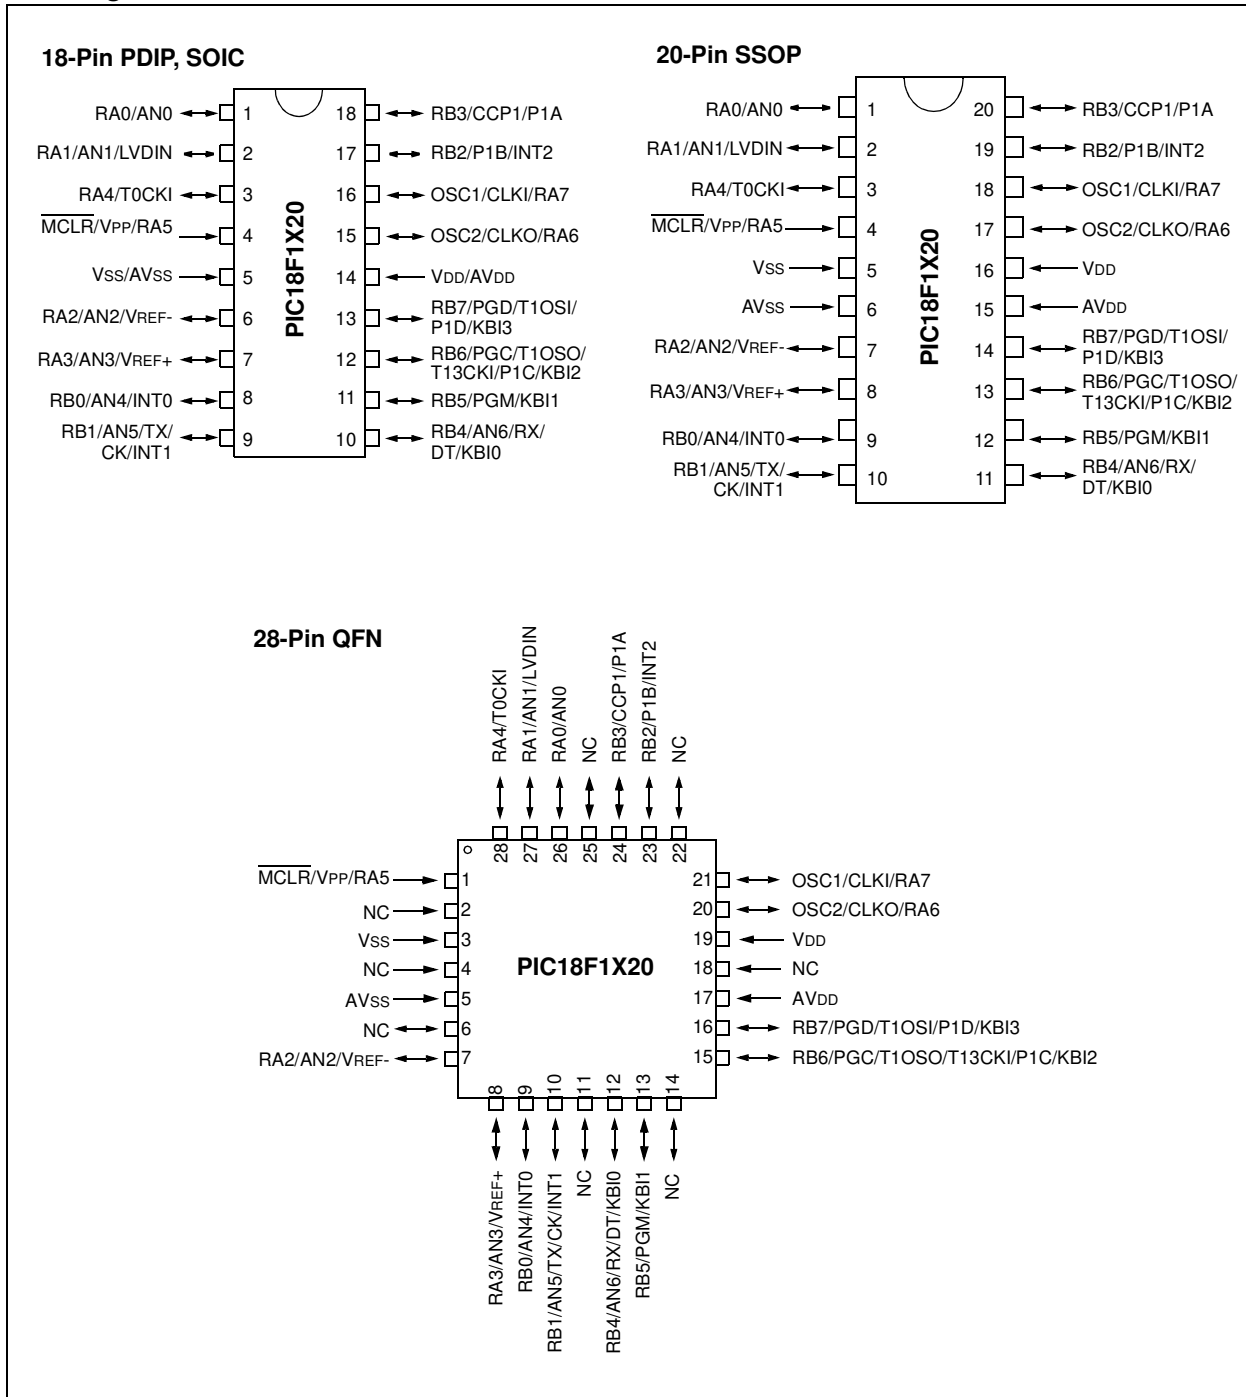 18-Pin PDIP, SOIC
RA0/AN0
RA1/AN1/LVDIN
RA4/T0CKI
MCLR/VPP/RA5
VSS/AVSS
RA2/AN2/VREF-
RA3/AN3/VREF+
RB0/AN4/INT0
RB1/AN5/TX/
CK/INT1
1
2
3
4
5
6
7
8
9
PIC18F1X20
18
17
16
15
14
13
12
11
10
RB3/CCP1/P1A
RB2/P1B/INT2
OSC1/CLKI/RA7
OSC2/CLKO/RA6
VDD/AVDD
RB7/PGD/T1OSI/
P1D/KBI3
RB6/PGC/T1OSO/
T13CKI/P1C/KBI2
RB5/PGM/KBI1
RB4/AN6/RX/
DT/KBI0
20-Pin SSOP
RA0/AN0
RA1/AN1/LVDIN
RA4/T0CKI
MCLR/VPP/RA5
VSS
AVSS
RA2/AN2/VREF-
RA3/AN3/VREF+
RB0/AN4/INT0
RB1/AN5/TX/
CK/INT1
1
2
3
4
5
6
7
8
9
10
PIC18F1X20
20
19
18
17
16
15
14
13
12
11
RB3/CCP1/P1A
RB2/P1B/INT2
OSC1/CLKI/RA7
OSC2/CLKO/RA6
VDD
AVDD
RB7/PGD/T1OSI/
P1D/KBI3
RB6/PGC/T1OSO/
T13CKI/P1C/KBI2
RB5/PGM/KBI1
RB4/AN6/RX/
DT/KBI0
28-Pin QFN
RA4/T0CKI
RA1/AN1/LVDIN
RA0/AN0
NC
RB3/CCP1/P1A
RB2/P1B/INT2
NC
28
27
26
25
24
23
22
MCLR/VPP/RA5
NC
VSS
NC
AVSS
NC
RA2/AN2/VREF-
1
2
3
4
5
6
7
PIC18F1X20
21
20
19
18
17
16
15
OSC1/CLKI/RA7
OSC2/CLKO/RA6
VDD
NC
AVDD
RB7/PGD/T1OSI/P1D/KBI3
RB6/PGC/T1OSO/T13CKI/P1C/KBI2
8
9
10
11
12
13
14
RA3/AN3/VREF+
RB0/AN4/INT0
RB1/AN5/TX/CK/INT1
NC
RB4/AN6/RX/DT/KBI0
RB5/PGM/KBI1
NC